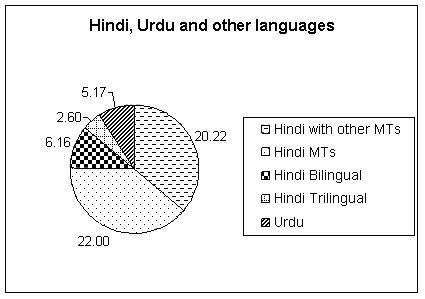 Hindi, Urdu and other languages
5.17
2.60
6.16
20.22
22.00
Hindi with other MTs
Hindi MTs
Hindi Bilingual
Hindi Trilingual
Urdu